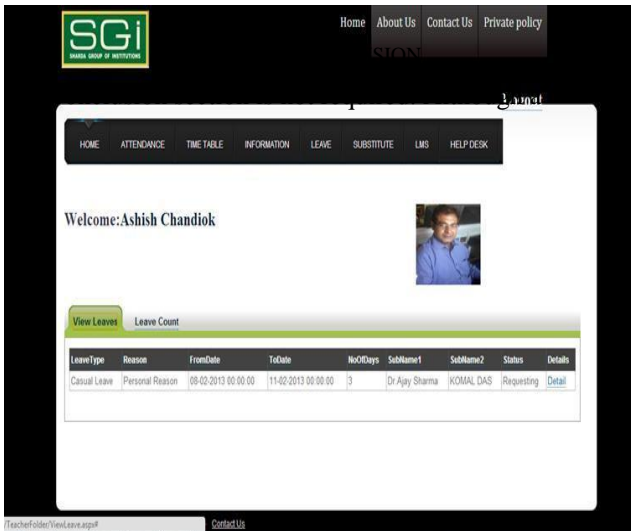 SGi
SHARDA GROUP OF INSTITUTIONS
Home About Us Contact Us Private policy
SION
Logout
HOME ATTENDANCE TIME TABLE INFORMATION LEAVE SUBSTITUTE LMS HELP DESK
Welcome:Ashish Chandiok
View Leaves Leave Count
LeaveType Reason FromDate ToDate NoOfDays SubName1 SubName2 Status Details
Casual Leave Personal Reason 08-02-2013 00:00:00 11-02-2013 00:00:00 3 Dr.Ajay Sharma KOMAL DAS Requesting Detail
/TeacherFolder/ViewLeave.aspx# Contact Us